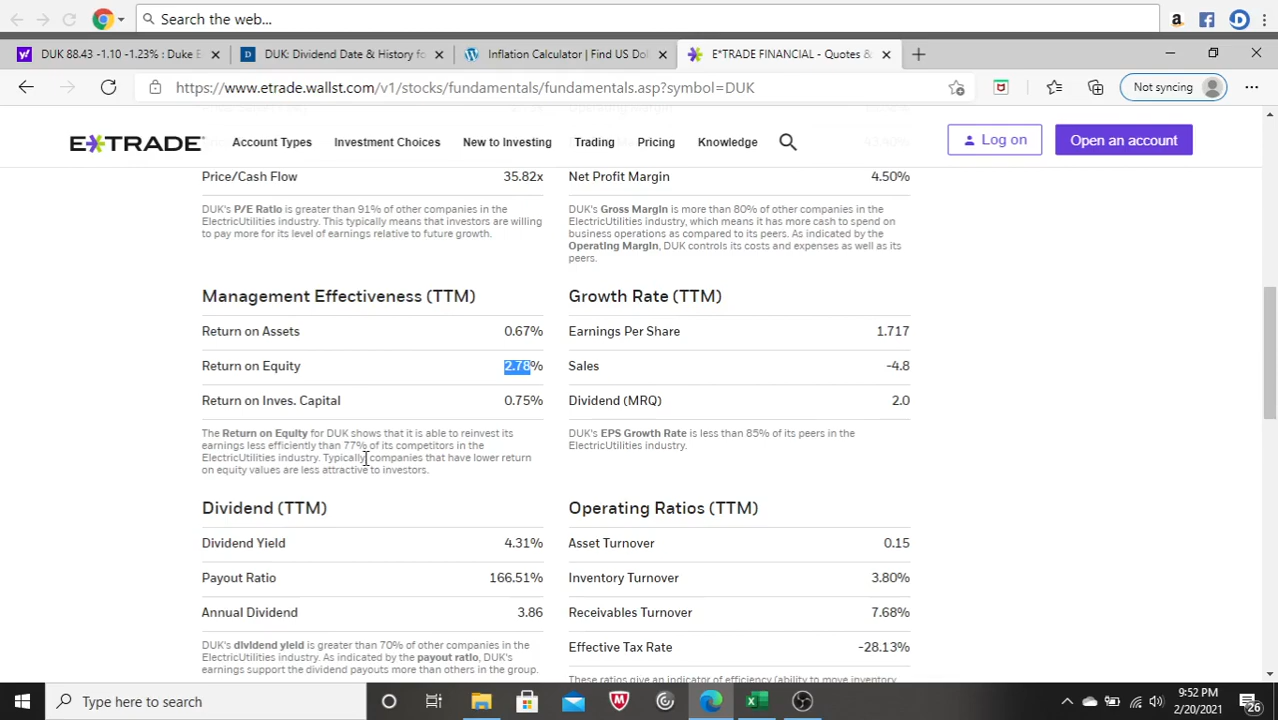 Search the web...
DUK 88.43 -1.10 -1.23% : Duke E
DUK: Dividend Date & History for
Inflation Calculator | Find US Dol
E*TRADE FINANCIAL - Quotes &
https://www.etrade.wallst.com/v1/stocks/fundamentals/fundamentals.asp?symbol=DUK
Not syncing
E*TRADE
Account Types
Investment Choices
New to Investing
Trading
Pricing
Knowledge
Log on
Open an account
Price/Cash Flow 35.82x
DUK's P/E Ratio is greater than 91% of other companies in the
ElectricUtilities industry. This typically means that investors are willing
to pay more for its level of earnings relative to future growth.
Net Profit Margin 4.50%
DUK's Gross Margin is more than 80% of other companies in the
ElectricUtilities industry, which means it has more cash to spend on
business operations as compared to its peers. As indicated by the
Operating Margin, DUK controls its costs and expenses as well as its
peers.
Management Effectiveness (TTM)
Return on Assets 0.67%
Return on Equity 2.78%
Return on Inves. Capital 0.75%
The Return on Equity for DUK shows that it is able to reinvest its
earnings less efficiently than 77% of its competitors in the
ElectricUtilities industry. Typically, companies that have lower return
on equity values are less attractive to investors.
Growth Rate (TTM)
Earnings Per Share 1.717
Sales -4.8
Dividend (MRQ) 2.0
DUK's EPS Growth Rate is less than 85% of its peers in the
ElectricUtilities industry.
Dividend (TTM)
Dividend Yield 4.31%
Payout Ratio 166.51%
Annual Dividend 3.86
DUK's dividend yield is greater than 70% of other companies in the
ElectricUtilities industry. As indicated by the payout ratio, DUK's
earnings support the dividend payouts more than others in the group.
Operating Ratios (TTM)
Asset Turnover 0.15
Inventory Turnover 3.80%
Receivables Turnover 7.68%
Effective Tax Rate -28.13%
These ratios give an indicator of efficiency (ability to move inventory
Type here to search
9:52 PM
2/20/2021
26